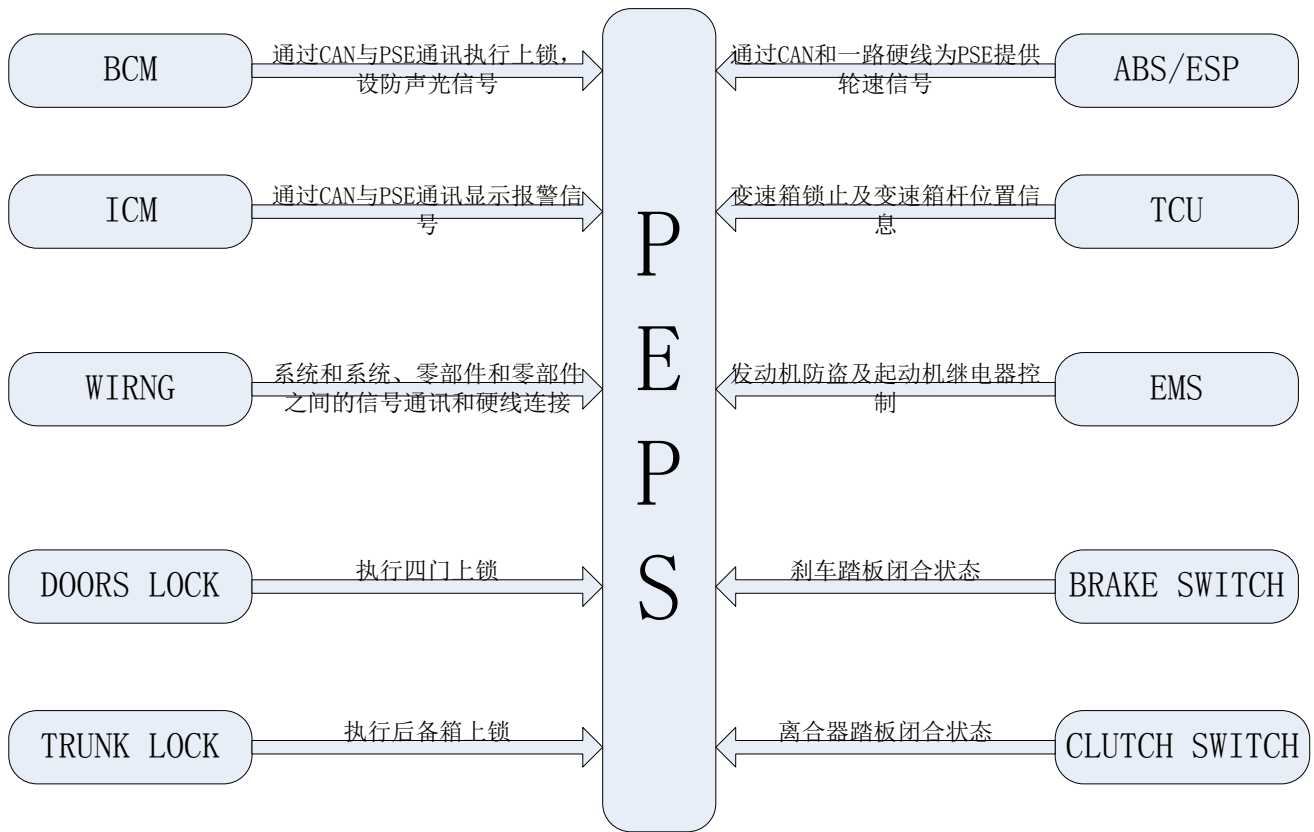 BCM
通过CAN与PSE通讯执行上锁，
设防声光信号
ICM
通过CAN与PSE通讯显示报警信
号
WIRNG
系统和系统、零部件和零部件
之间的信号通讯和硬线连接
DOORS LOCK
执行四门上锁
TRUNK LOCK
执行后备箱上锁
P
E
P
S
通过CAN和一路硬线为PSE提供
轮速信号
ABS/ESP
变速箱锁止及变速箱杆位置信
息
TCU
发动机防盗及起动机继电器控
制
EMS
刹车踏板闭合状态
BRAKE SWITCH
离合器踏板闭合状态
CLUTCH SWITCH